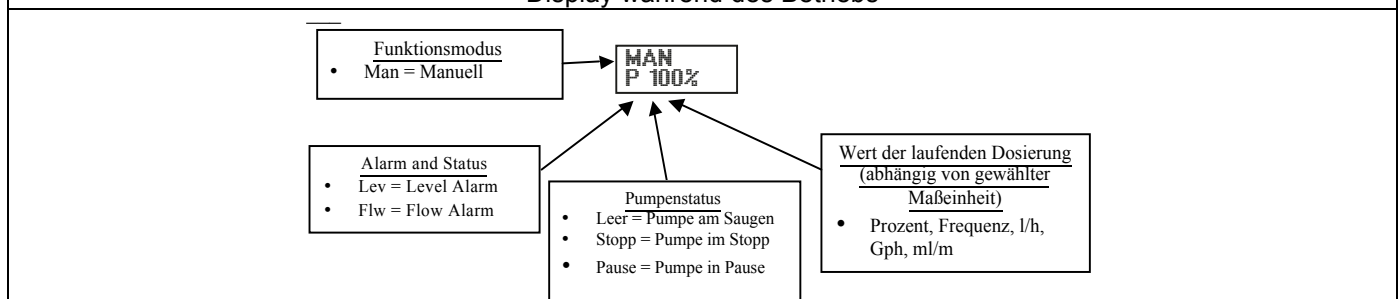 Display während des Betriebs
Funktionsmodus
• Man = Manuell
MAN
P 100%
Alarm and Status
• Lev = Level Alarm
• Flw = Flow Alarm
Pumpenstatus
• Leer = Pumpe am Saugen
• Stopp = Pumpe im Stopp
• Pause = Pumpe in Pause
Wert der laufenden Dosierung
(abhängig von gewählter
Maßeinheit)
• Prozent, Frequenz, l/h,
Gph, ml/m